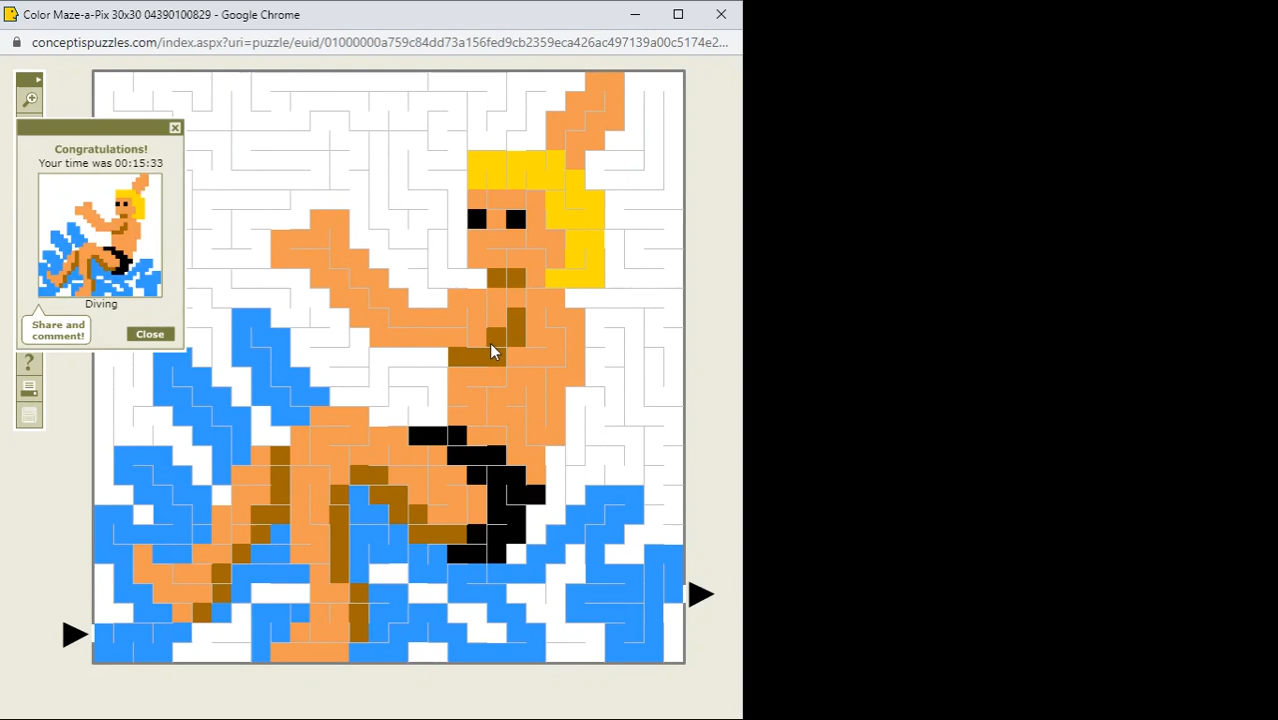 Color Maze-a-Pix 30x30 04390100829 - Google Chrome
conceptispuzzles.com/index.aspx?uri=puzzle/euid/01000000a759c84dd73a156fed9cb2359eca426ac497139a00c5174e2...
Congratulations!
Your time was 00:15:33
Diving
Share and
comment!
Close
?